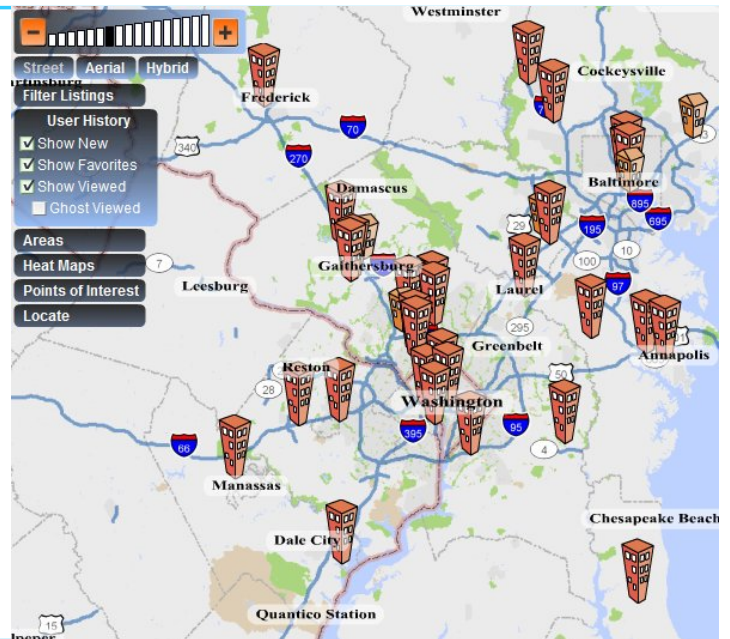 Westminster
− +
Street Aerial Hybrid
Cockeysville
Filter Listings
Frederick
User History
Show New
Show Favorites
Show Viewed
Ghost Viewed
70
340
270
Damascus
Baltimore
895
695
29
195
Areas
Heat Maps
Points of Interest
Locate
7
Gaithersburg
Leesburg
10
100
97
Laurel
295
Greenbelt
Annapolis
Reston
50
28
Washington
395
95
66
4
Manassas
Dale City
Chesapeake Beach
Quantico Station
15